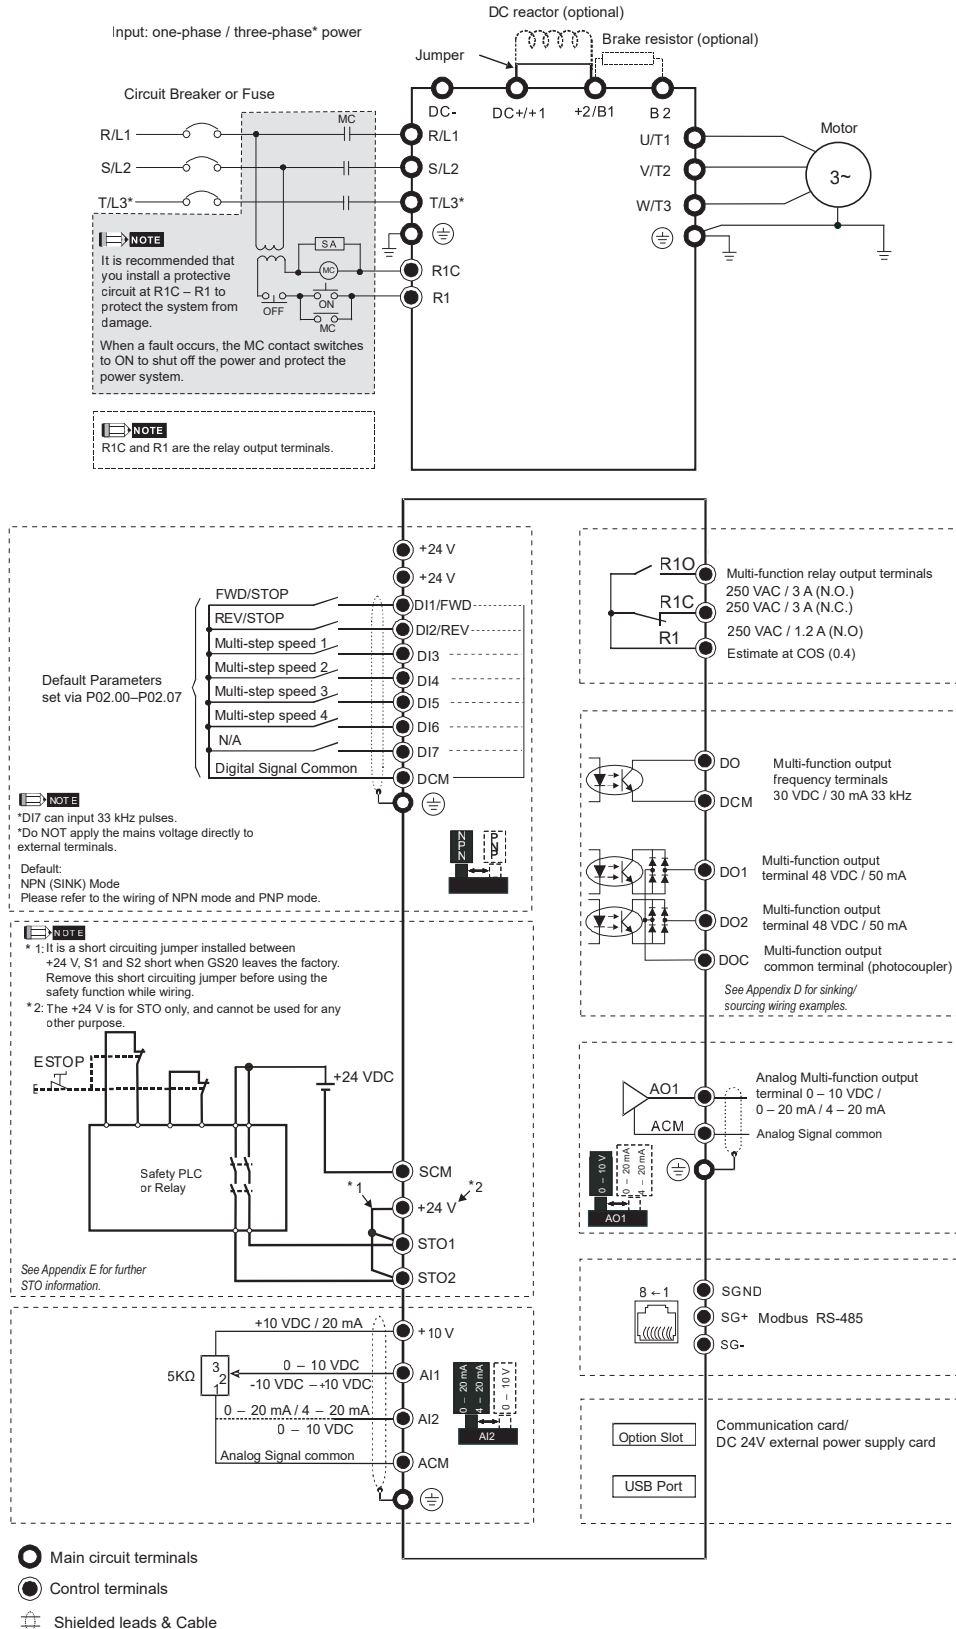 DC reactor (optional)
Input: one-phase / three-phase* power
Brake resistor (optional)
Jumper
Circuit Breaker or Fuse
DC-
DC+/+1
+2/B1
B2
MC
R/L1
R/L1
S/L2
S/L2
T/L3*
T/L3*
U/T1
V/T2
W/T3
Motor
3~
NOTE
It is recommended that
you install a protective
circuit at R1C – R1 to
protect the system from
damage.
When a fault occurs, the MC contact switches
to ON to shut off the power and protect the
power system.
SA
MC
OFF
ON
MC
R1C
R1
NOTE
R1C and R1 are the relay output terminals.
+24 V
+24 V
FWD/STOP
DI1/FWD
REV/STOP
DI2/REV
Multi-step speed 1
DI3
Multi-step speed 2
DI4
Multi-step speed 3
DI5
Multi-step speed 4
DI6
N/A
DI7
Digital Signal Common
DCM
Default Parameters
set via P02.00–P02.07
NOTE
*DI7 can input 33 kHz pulses.
*Do NOT apply the mains voltage directly to
external terminals.
Default:
NPN (SINK) Mode
Please refer to the wiring of NPN mode and PNP mode.
NPN
PNP
R1O
R1C
R1
Multi-function relay output terminals
250 VAC / 3 A (N.O.)
250 VAC / 3 A (N.C.)
250 VAC / 1.2 A (N.O)
Estimate at COS (0.4)
DO
DCM
Multi-function output
frequency terminals
30 VDC / 30 mA 33 kHz
DO1
Multi-function output
terminal 48 VDC / 50 mA
DO2
Multi-function output
terminal 48 VDC / 50 mA
DOC
Multi-function output
common terminal (photocoupler)
See Appendix D for sinking/
sourcing wiring examples.
NOTE
* 1: It is a short circuiting jumper installed between
+24 V, S1 and S2 short when GS20 leaves the factory.
Remove this short circuiting jumper before using the
safety function while wiring.
* 2: The +24 V is for STO only, and cannot be used for any
other purpose.
ESTOP
+24 VDC
Safety PLC
or Relay
SCM
*1
*2
+24 V
STO1
STO2
See Appendix E for further
STO information.
AO1
ACM
Analog Multi-function output
terminal 0 – 10 VDC /
0 – 20 mA / 4 – 20 mA
Analog Signal common
0 – 10 V
0 – 20 mA
4 – 20 mA
AO1
8←1
SGND
SG+
SG-
Modbus RS-485
+10 VDC / 20 mA
+10 V
5KΩ
3
2
1
0 – 10 VDC
-10 VDC – +10 VDC
AI1
0 – 20 mA / 4 – 20 mA
0 – 10 VDC
AI2
Analog Signal common
ACM
0 – 20 mA
4 – 20 mA
0 – 10 V
AI2
Option Slot
Communication card/
DC 24V external power supply card
USB Port
Main circuit terminals
Control terminals
Shielded leads & Cable